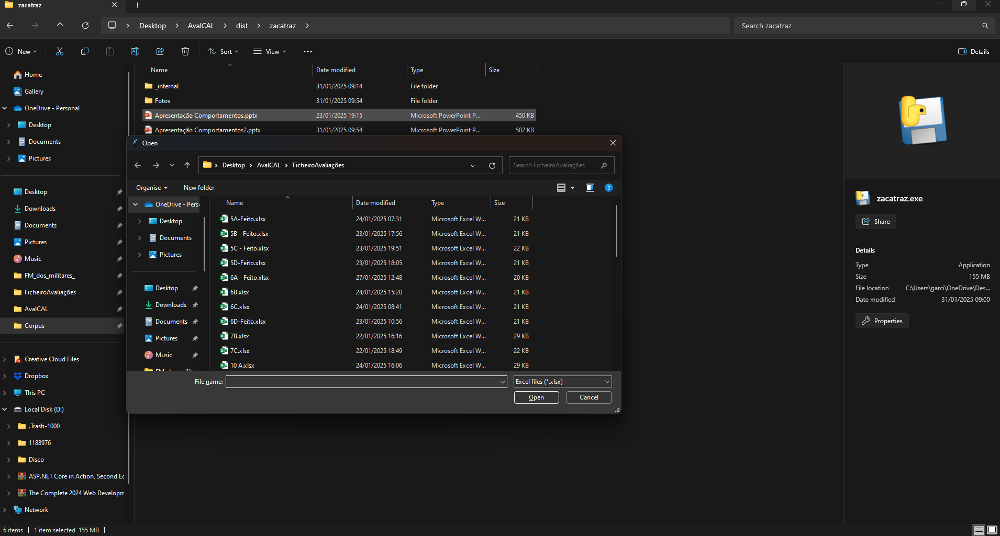 zacatraz
Desktop
AvalCAL
dist
zacatraz
Search zacatraz
New
Sort
View
Details
Home
Gallery
OneDrive - Personal
Desktop
Documents
Pictures
Desktop
Downloads
Documents
Pictures
Music
FM_dos_militares_
FicheiroAvaliações
AvalCAL
Corpus
Creative Cloud Files
Dropbox
This PC
Local Disk (D:)
.Trash-1000
1188976
Disco
ASP.NET Core in Action, Second Ec
The Complete 2024 Web Developm
Network
Name Date modified Type Size
_internal 31/01/2025 09:14 File folder
Fotos 31/01/2025 09:54 File folder
Apresentação Comportamentos.pptx 23/01/2025 19:15 Microsoft PowerPoint P... 450 KB
Apresentação Comportamentos2.pptx 31/01/2025 09:54 Microsoft PowerPoint P... 502 KB
Open
Desktop
AvalCAL
FicheiroAvaliações
Search FicheiroAvaliações
Organise
New folder
OneDrive - Pers
Desktop
Documents
Pictures
Desktop
Downloads
Documents
Pictures
Music
Name Date modified Type Size
5A-Feito.xlsx 24/01/2025 07:31 Microsoft Excel W... 21 KB
5B - Feito.xlsx 23/01/2025 17:56 Microsoft Excel W... 21 KB
5C - Feito.xlsx 23/01/2025 19:51 Microsoft Excel W... 22 KB
5D-Feito.xlsx 23/01/2025 18:05 Microsoft Excel W... 21 KB
6A - Feito.xlsx 27/01/2025 12:48 Microsoft Excel W... 20 KB
6B.xlsx 24/01/2025 15:20 Microsoft Excel W... 21 KB
6C.xlsx 24/01/2025 08:41 Microsoft Excel W... 21 KB
6D-Feito.xlsx 23/01/2025 10:56 Microsoft Excel W... 21 KB
7B.xlsx 22/01/2025 16:16 Microsoft Excel W... 29 KB
7C.xlsx 22/01/2025 18:49 Microsoft Excel W... 22 KB
10 A.xlsx 24/01/2025 16:06 Microsoft Excel W... 29 KB
File name:
Excel files (*.xlsx)
Open
Cancel
zacatraz.exe
Share
Details
Type Application
Size 155 MB
File location C:\Users\garci\OneDrive\Des...
Date modified 31/01/2025 09:00
Properties
6 items
1 item selected 155 MB